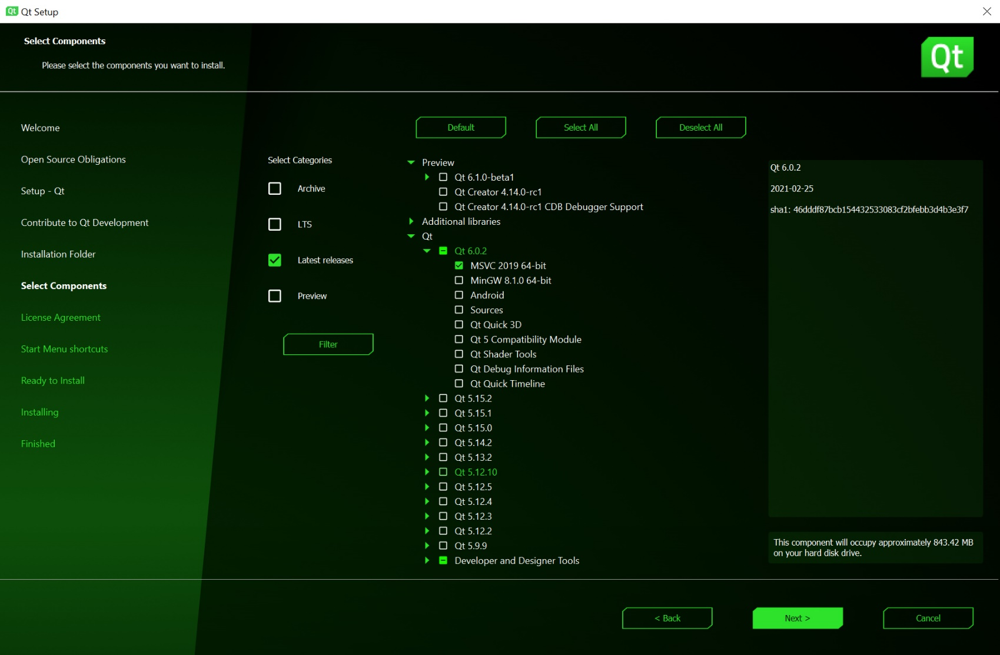 Qt Setup
Select Components
Please select the components you want to install.
Qt
Welcome
Open Source Obligations
Setup - Qt
Contribute to Qt Development
Installation Folder
Select Components
License Agreement
Start Menu shortcuts
Ready to Install
Installing
Finished
Default
Select All
Deselect All
Select Categories
Archive
LTS
Latest releases
Preview
Filter
Preview
Qt 6.1.0-beta1
Qt Creator 4.14.0-rc1
Qt Creator 4.14.0-rc1 CDB Debugger Support
Additional libraries
Qt
Qt 6.0.2
MSVC 2019 64-bit
MinGW 8.1.0 64-bit
Android
Sources
Qt Quick 3D
Qt 5 Compatibility Module
Qt Shader Tools
Qt Debug Information Files
Qt Quick Timeline
Qt 5.15.2
Qt 5.15.1
Qt 5.15.0
Qt 5.14.2
Qt 5.13.2
Qt 5.12.10
Qt 5.12.5
Qt 5.12.4
Qt 5.12.3
Qt 5.12.2
Qt 5.9.9
Developer and Designer Tools
Qt 6.0.2
2021-02-25
sha1: 46dddf87bcb154432533083cf2bfebb3d4b3e3f7
This component will occupy approximately 843.42 MB
on your hard disk drive.
< Back
Next >
Cancel